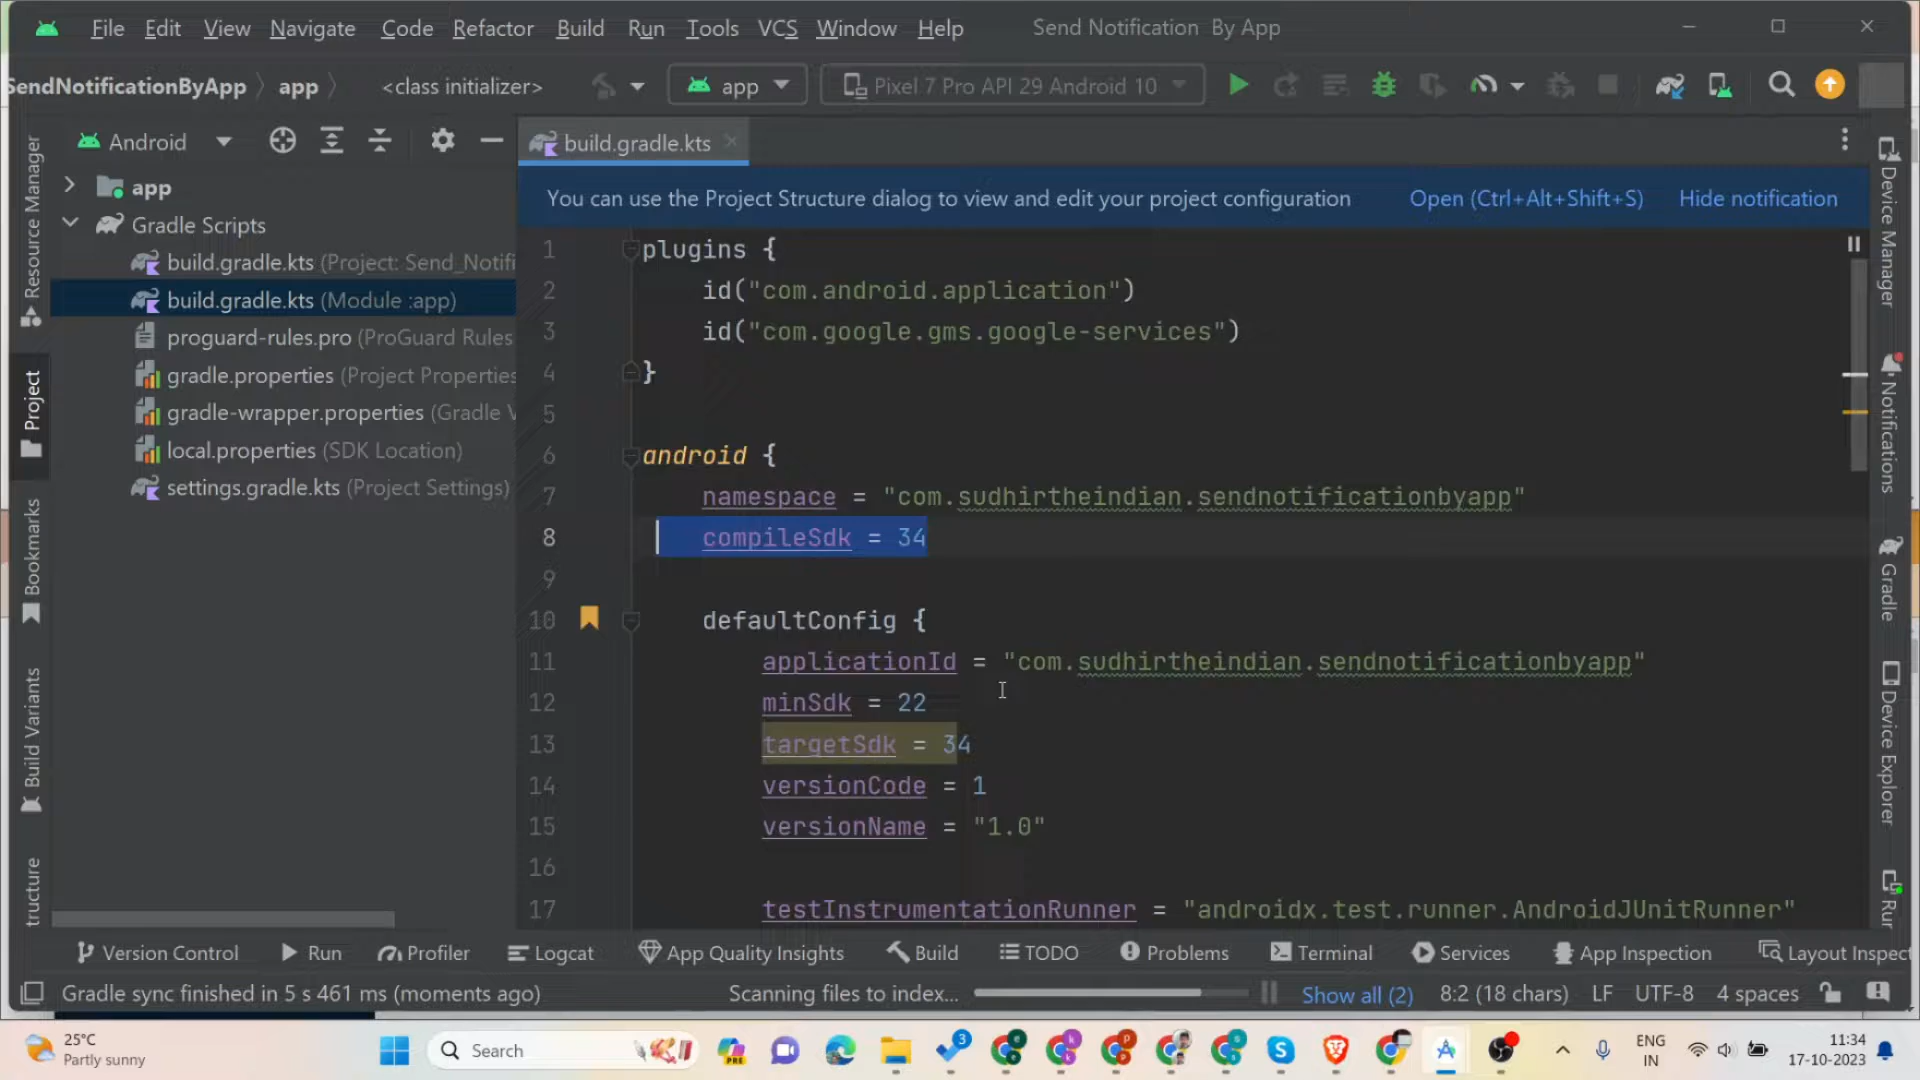 File Edit View Navigate Code Refactor Build Run Tools VCS Window Help Send Notification By App
SendNotificationByApp app <class initializer> app Pixel 7 Pro API 29 Android 10
Android
build.gradle.kts
app
Gradle Scripts
build.gradle.kts (Project: Send_Notifi
build.gradle.kts (Module :app)
proguard-rules.pro (ProGuard Rules
gradle.properties (Project Properties
gradle-wrapper.properties (Gradle V
local.properties (SDK Location)
settings.gradle.kts (Project Settings)
Resource Manager
Project
Bookmarks
Build Variants
tructure
You can use the Project Structure dialog to view and edit your project configuration Open (Ctrl+Alt+Shift+S) Hide notification
1 plugins {
2 id("com.android.application")
3 id("com.google.gms.google-services")
4 }
5
6 android {
7 namespace = "com.sudhirtheindian.sendnotificationbyapp"
8 compileSdk = 34
9
10 defaultConfig {
11 applicationId = "com.sudhirtheindian.sendnotificationbyapp"
12 minSdk = 22
13 targetSdk = 34
14 versionCode = 1
15 versionName = "1.0"
16
17 testInstrumentationRunner = "androidx.test.runner.AndroidJUnitRunner"
Device Manager
Notifications
Gradle
Device Explorer
Ru
Version Control Run Profiler Logcat App Quality Insights Build TODO Problems Terminal Services App Inspection Layout Inspect
Gradle sync finished in 5 s 461 ms (moments ago) Scanning files to index... Show all (2) 8:2 (18 chars) LF UTF-8 4 spaces
25°C
Partly sunny
Search
PRE
3
ENG
IN
11:34
17-10-2023